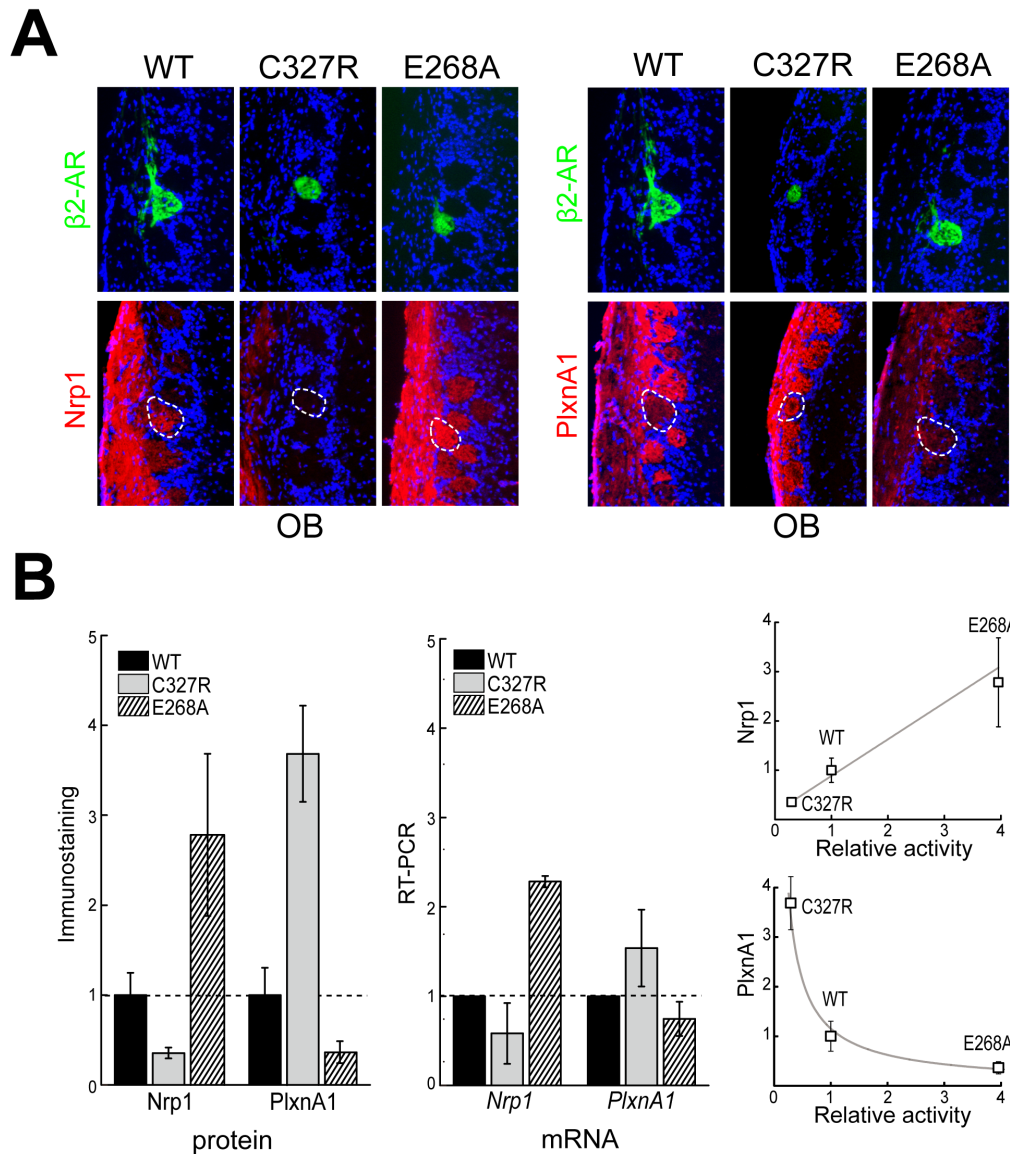 A
WT C327R E268A WT C327R E268A
β2-AR β2-AR
Nrp1 PlxnA1
OB OB
B
5
4
3
2
1
0
Immunostaining
WT
C327R
E268A
Nrp1 PlxnA1
protein
5
4
3
2
1
0
RT-PCR
WT
C327R
E268A
Nrp1 PlxnA1
mRNA
4
3
2
1
Nrp1
E268A
WT
C327R
0 1 2 3 4
Relative activity
4
3
2
1
PlxnA1
C327R
WT
E268A
0 1 2 3 4
Relative activity